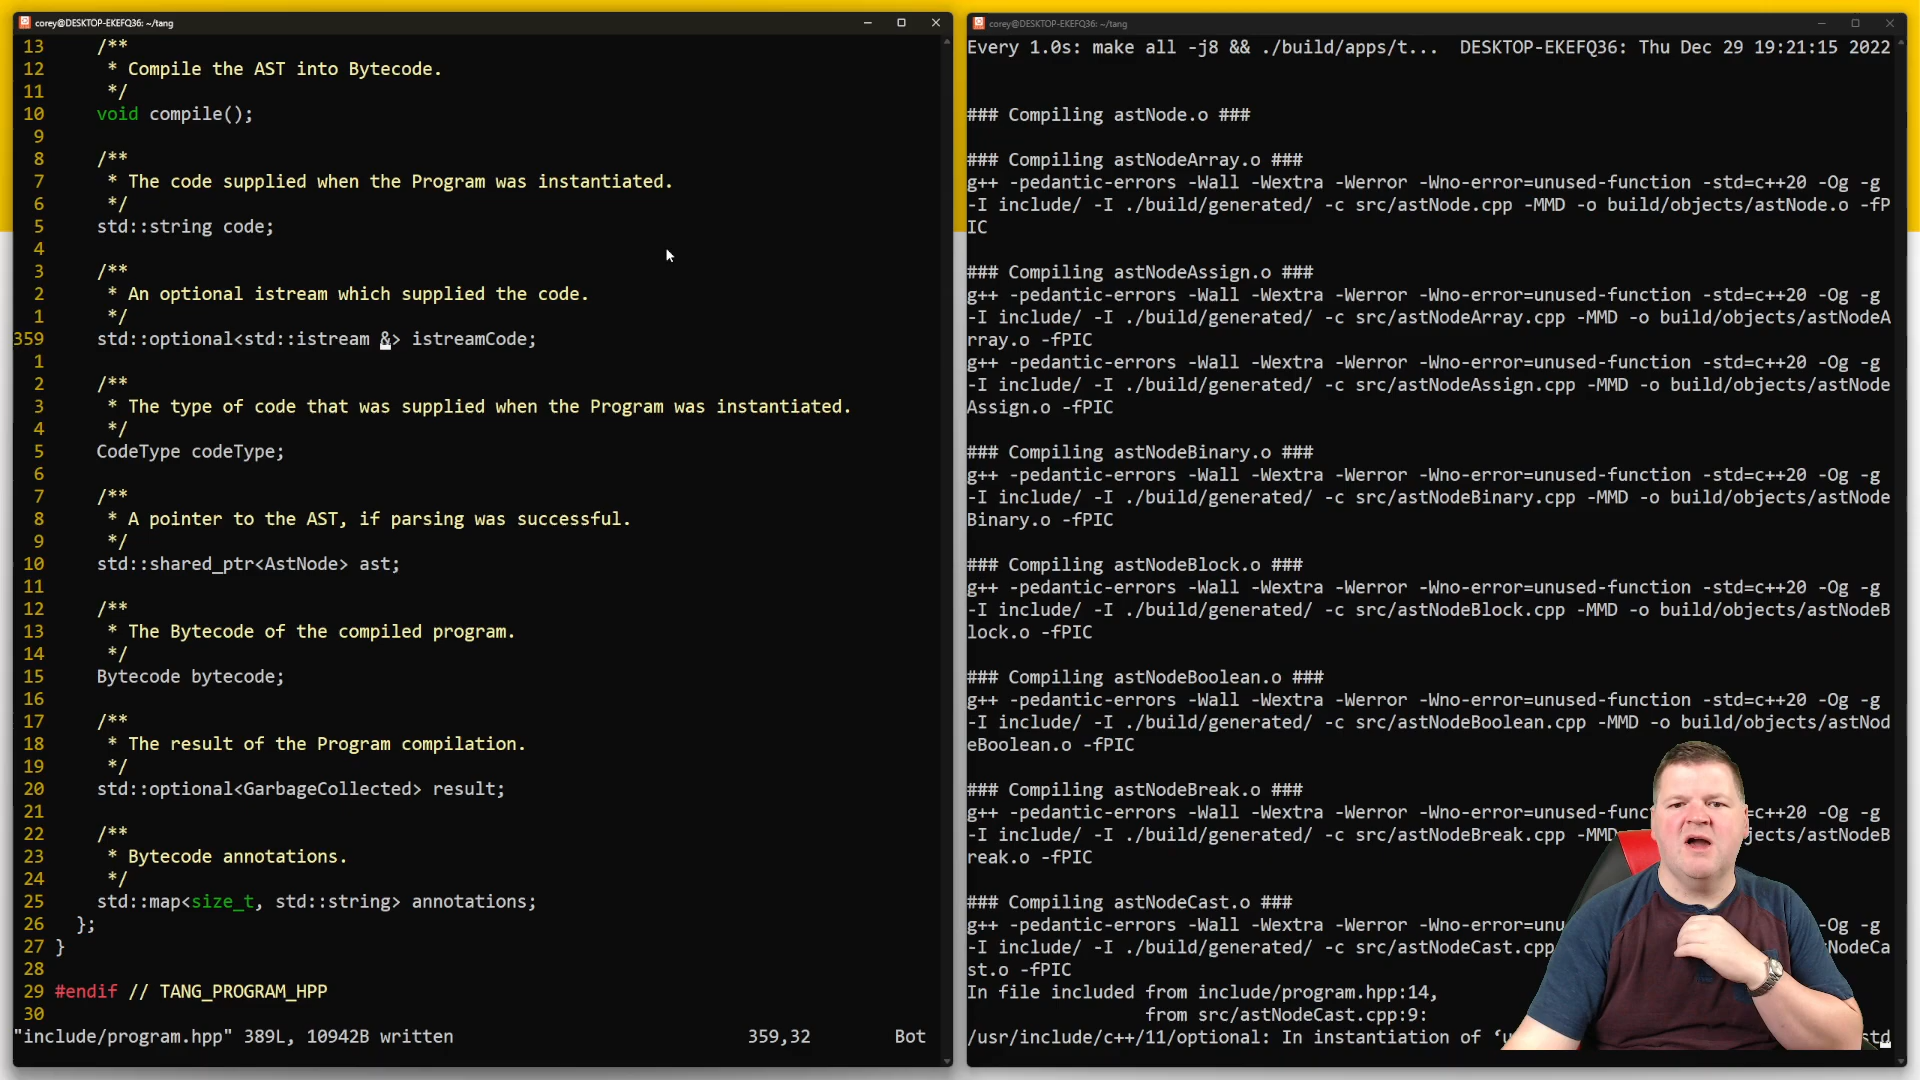 corey@DESKTOP-EKEFQ36: ~/tang
13 /**
12 * Compile the AST into Bytecode.
11 */
10 void compile();
9
8 /**
7 * The code supplied when the Program was instantiated.
6 */
5 std::string code;
4
3 /**
2 * An optional istream which supplied the code.
1 */
359 std::optional<std::istream &> istreamCode;
1
2 /**
3 * The type of code that was supplied when the Program was instantiated.
4 */
5 CodeType codeType;
6
7 /**
8 * A pointer to the AST, if parsing was successful.
9 */
10 std::shared_ptr<AstNode> ast;
11
12 /**
13 * The Bytecode of the compiled program.
14 */
15 Bytecode bytecode;
16
17 /**
18 * The result of the Program compilation.
19 */
20 std::optional<GarbageCollected> result;
21
22 /**
23 * Bytecode annotations.
24 */
25 std::map<size_t, std::string> annotations;
26 };
27 }
28
29 #endif // TANG_PROGRAM_HPP
30
"include/program.hpp" 389L, 10942B written 359,32 Bot
corey@DESKTOP-EKEFQ36: ~/tang
Every 1.0s: make all -j8 && ./build/apps/t... DESKTOP-EKEFQ36: Thu Dec 29 19:21:15 2022
### Compiling astNode.o ###
### Compiling astNodeArray.o ###
g++ -pedantic-errors -Wall -Wextra -Werror -Wno-error=unused-function -std=c++20 -Og -g
-I include/ -I ./build/generated/ -c src/astNode.cpp -MMD -o build/objects/astNode.o -fP
IC
### Compiling astNodeAssign.o ###
g++ -pedantic-errors -Wall -Wextra -Werror -Wno-error=unused-function -std=c++20 -Og -g
-I include/ -I ./build/generated/ -c src/astNodeArray.cpp -MMD -o build/objects/astNodeA
rray.o -fPIC
g++ -pedantic-errors -Wall -Wextra -Werror -Wno-error=unused-function -std=c++20 -Og -g
-I include/ -I ./build/generated/ -c src/astNodeAssign.cpp -MMD -o build/objects/astNode
Assign.o -fPIC
### Compiling astNodeBinary.o ###
g++ -pedantic-errors -Wall -Wextra -Werror -Wno-error=unused-function -std=c++20 -Og -g
-I include/ -I ./build/generated/ -c src/astNodeBinary.cpp -MMD -o build/objects/astNode
Binary.o -fPIC
### Compiling astNodeBlock.o ###
g++ -pedantic-errors -Wall -Wextra -Werror -Wno-error=unused-function -std=c++20 -Og -g
-I include/ -I ./build/generated/ -c src/astNodeBlock.cpp -MMD -o build/objects/astNodeB
lock.o -fPIC
### Compiling astNodeBoolean.o ###
g++ -pedantic-errors -Wall -Wextra -Werror -Wno-error=unused-function -std=c++20 -Og -g
-I include/ -I ./build/generated/ -c src/astNodeBoolean.cpp -MMD -o build/objects/astNod
eBoolean.o -fPIC
### Compiling astNodeBreak.o ###
g++ -pedantic-errors -Wall -Wextra -Werror -Wno-error=unused-funct c++20 -Og -g
-I include/ -I ./build/generated/ -c src/astNodeBreak.cpp -MMD jects/astNodeB
reak.o -fPIC
### Compiling astNodeCast.o ###
g++ -pedantic-errors -Wall -Wextra -Werror -Wno-error=unu -Og -g
-I include/ -I ./build/generated/ -c src/astNodeCast.cpp NodeCa
st.o -fPIC
In file included from include/program.hpp:14,
from src/astNodeCast.cpp:9:
/usr/include/c++/11/optional: In instantiation of ‘u std